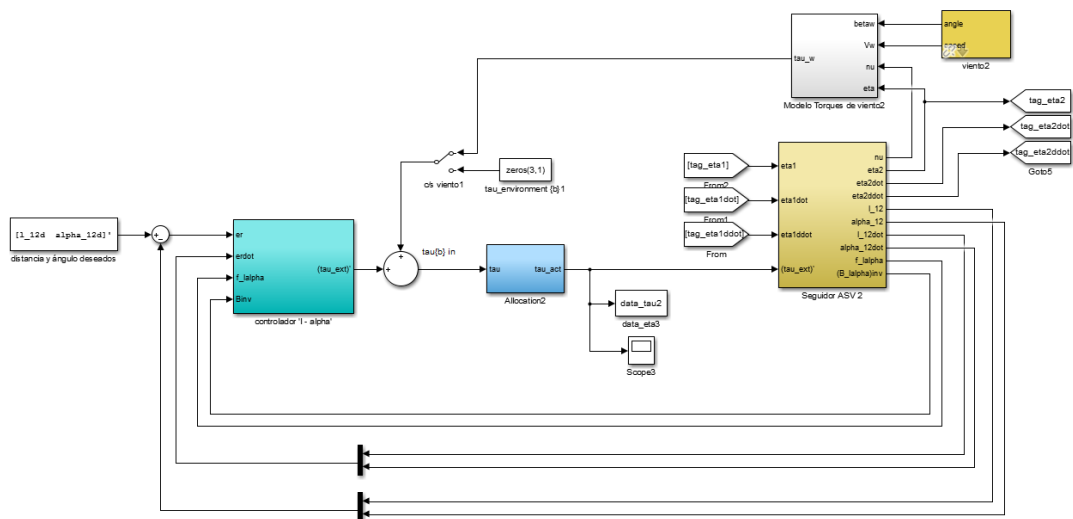 betaw
Vw
nu
eta
tau_w
Modelo Torques de viento2
angle
viento2
tag_eta2
tag_eta2dot
tag_eta2ddot
Goto5
o/s viento1
zeros(3,1)
tau_environment {b}1
[tag_eta1]
From2
[tag_eta1dot]
From1
[tag_eta1ddot]
From
eta1
eta1dot
eta1ddot
(tau_ext)'
nu
eta2
eta2dot
eta2ddot
l_12
alpha_12
l_12dot
alpha_12dot
f_lalpha
(B_lalpha)inv
Seguidor ASV 2
[l_12d alpha_12d]'
distancia y ángulo deseados
er
erdot
f_lalpha
Binv
(tau_ext)'
controlador 'l - alpha'
tau{b} in
tau
tau_act
Allocation2
data_tau2
data_eta3
Scope3